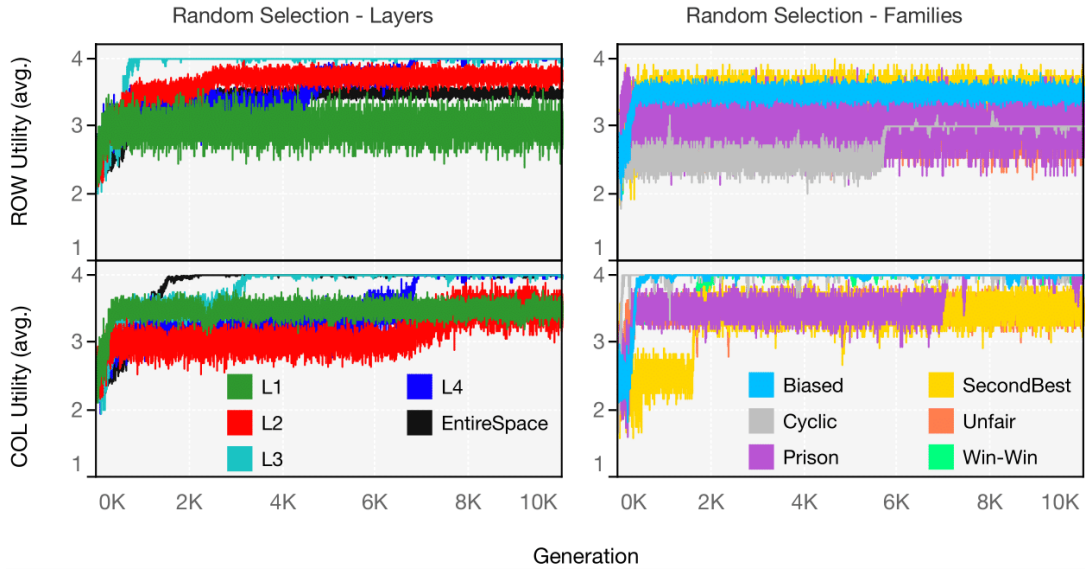 Random Selection - Layers
Random Selection - Families
ROW Utility (avg.)
4
3
2
1
4
3
2
1
COL Utility (avg.)
4
3
2
1
L1
L4
L2
EntireSpace
L3
4
3
2
1
Biased
SecondBest
Cyclic
Unfair
Prison
Win-Win
0K 2K 4K 6K 8K 10K
0K 2K 4K 6K 8K 10K
Generation